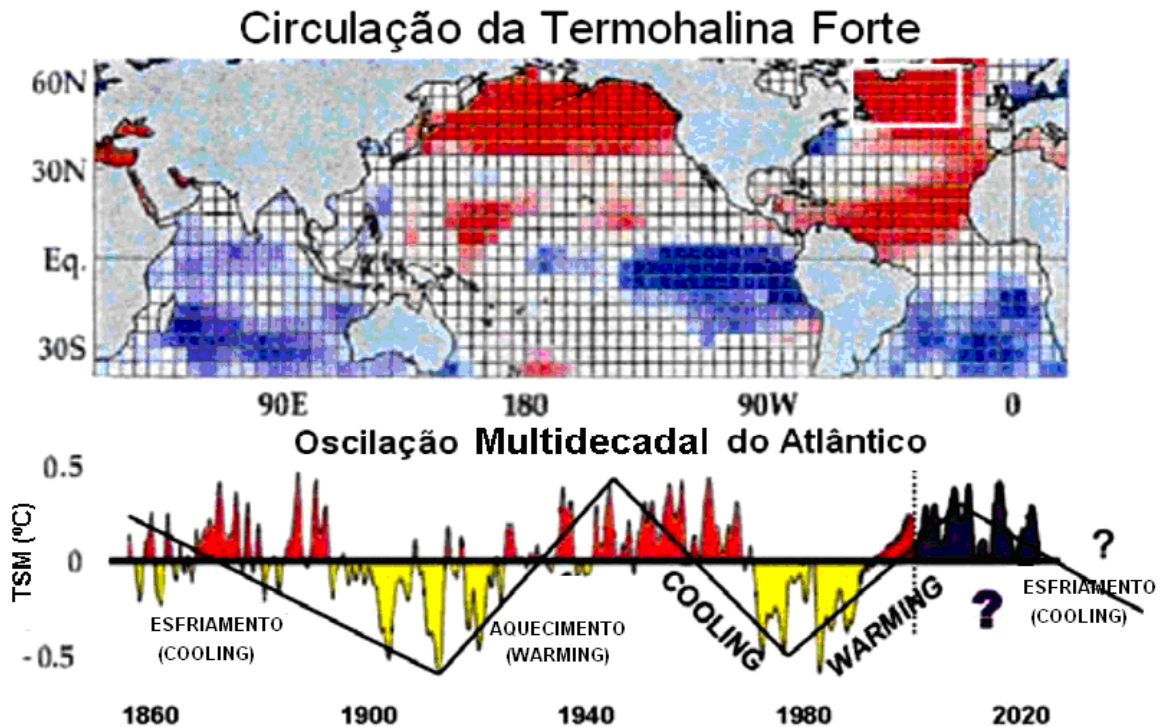 Circulação da Termohalina Forte
60N
30N
Eq.
30S
90E 180 90W 0
Oscilação Multidecadal do Atlântico
TSM (ºC)
0.5
0
- 0.5
ESFRIAMENTO
(COOLING)
AQUECIMENTO
(WARMING)
COOLING
WARMING
?
ESFRIAMENTO
(COOLING)
?
1860 1900 1940 1980 2020